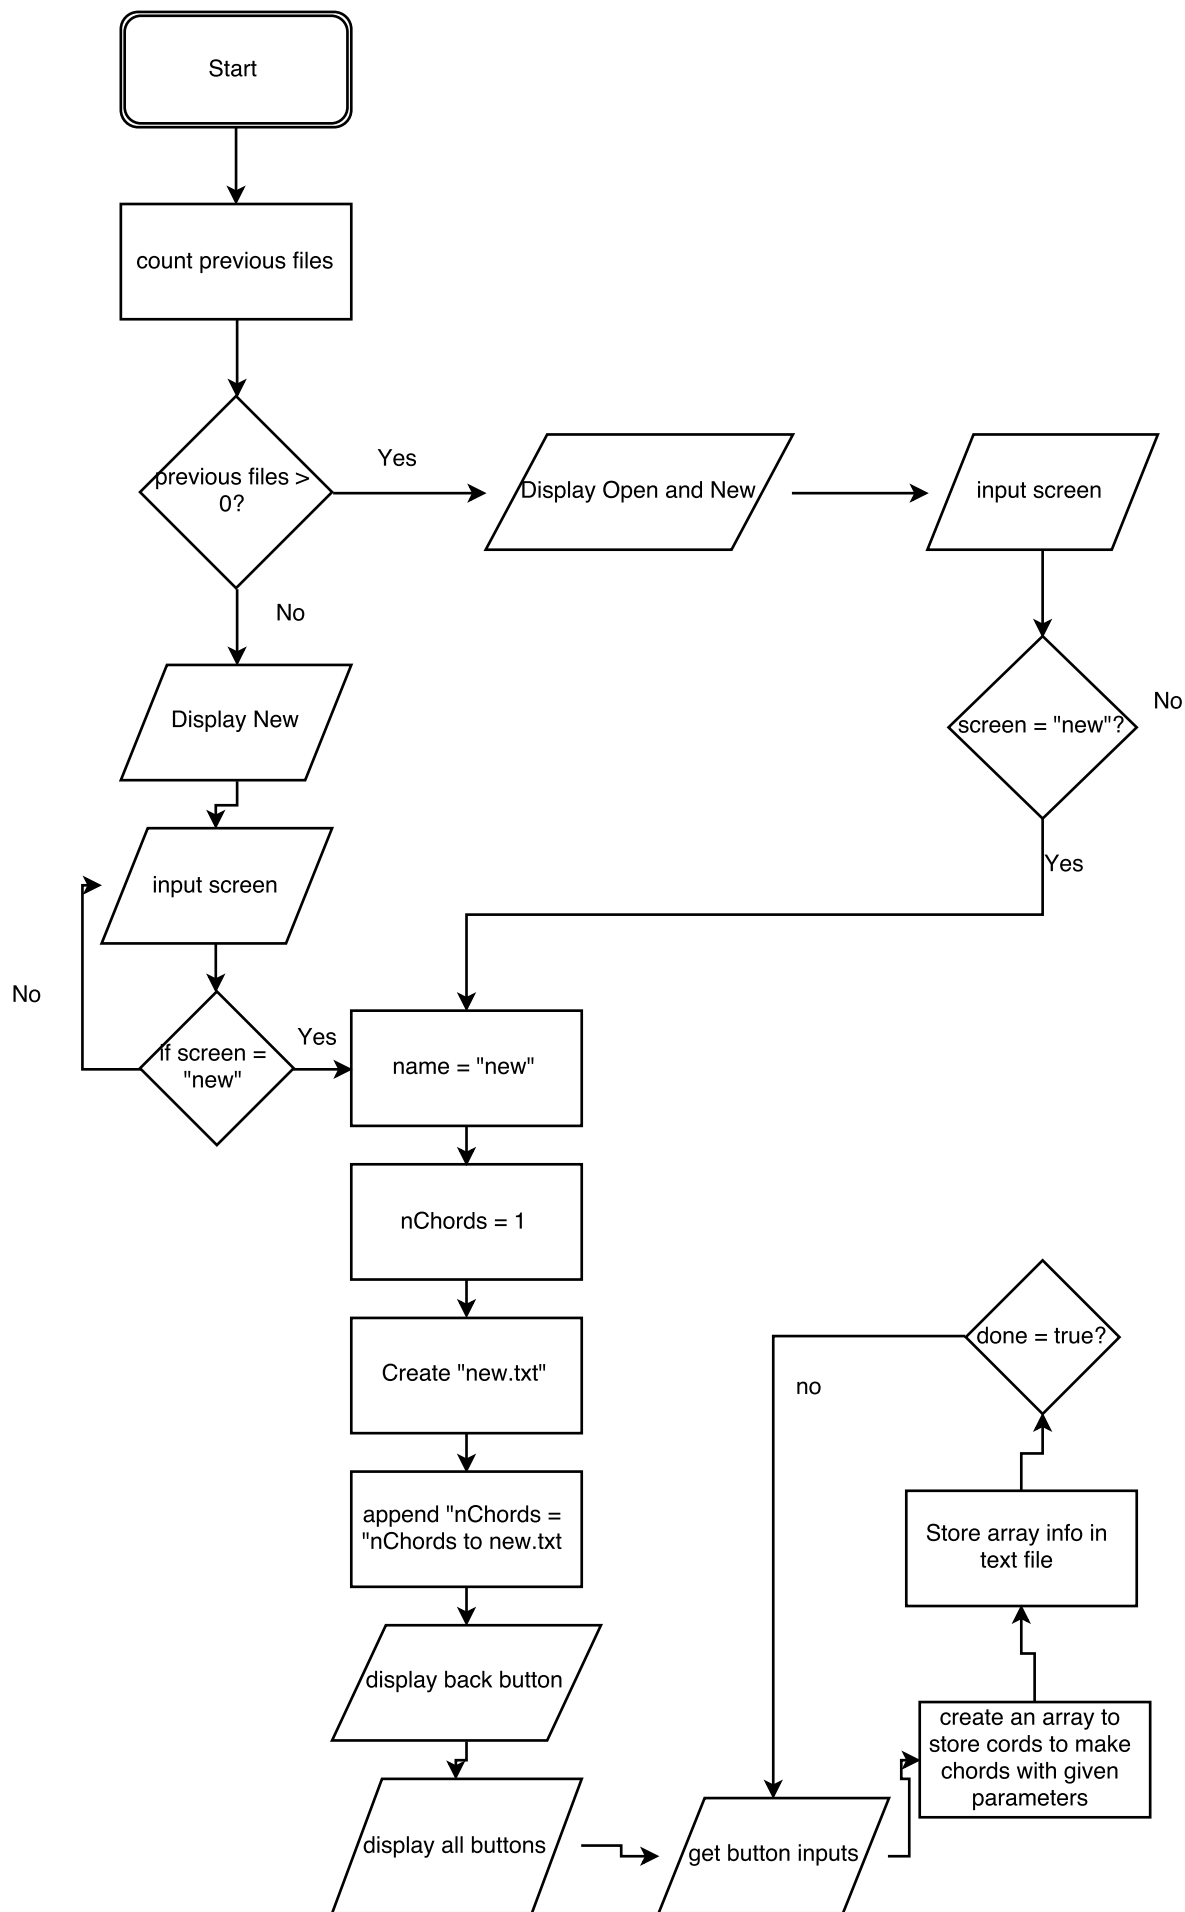 Start
count previous files
previous files >
0?
Yes
Display Open and New
input screen
No
Display New
screen = "new"?
No
Yes
input screen
No
if screen =
"new"
Yes
name = "new"
nChords = 1
Create "new.txt"
append "nChords =
"nChords to new.txt
display back button
display all buttons
get button inputs
create an array to
store cords to make
chords with given
parameters
Store array info in
text file
done = true?
no